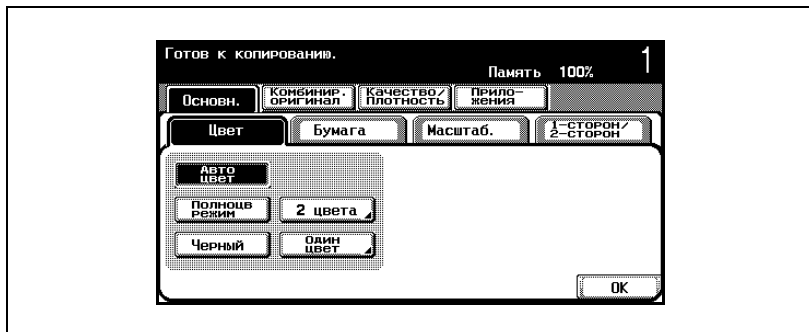 Готов к копированию.
Память 100% 1
Основн. Комбинир. оригинал Качество/ Плотность Прило- жения
Цвет Бумага Масштаб. 1-сторон/ 2-сторон
Авто цвет
Полноцв режим 2 цвета
Черный Один цвет
OK